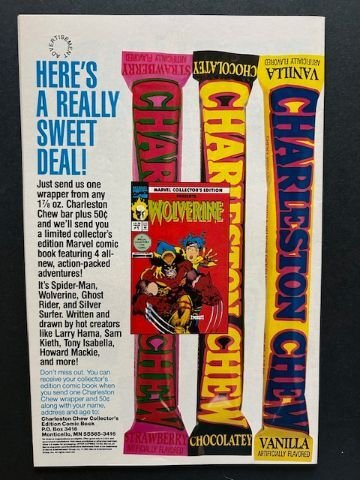 ADVERTISEMENT
HERE'S
A REALLY
SWEET
DEAL!
Just send us one
wrapper from any
1⅞ oz. Charleston
Chew bar plus 50¢
and we'll send you
a limited collector's
edition Marvel comic
book featuring 4 all-
new, action-packed
adventures!
It's Spider-Man,
Wolverine, Ghost
Rider, and Silver
Surfer. Written and
drawn by hot creators
like Larry Hama, Sam
Kieth, Tony Isabella,
Howard Mackie,
and more!
Don't miss out. You can
receive your collector's
edition comic book when
you send one Charleston
Chew wrapper and 50¢
along with your name,
address and age to:
Charleston Chew Collector's
Edition Comic Book
P.O. Box 3416
Monticello, MN 55565-3416
STRAWBERRY
ARTIFICIALLY FLAVORED
CHARLESTON CHEW
STRAWBERRY
ARTIFICIALLY FLAVORED
CHOCOLATEY
CHARLESTON CHEW
CHOCOLATEY
VANILLA
ARTIFICIALLY FLAVORED
CHARLESTON CHEW
VANILLA
ARTIFICIALLY FLAVORED
MARVEL COLLECTOR'S EDITION
PRESENTS
WOLVERINE